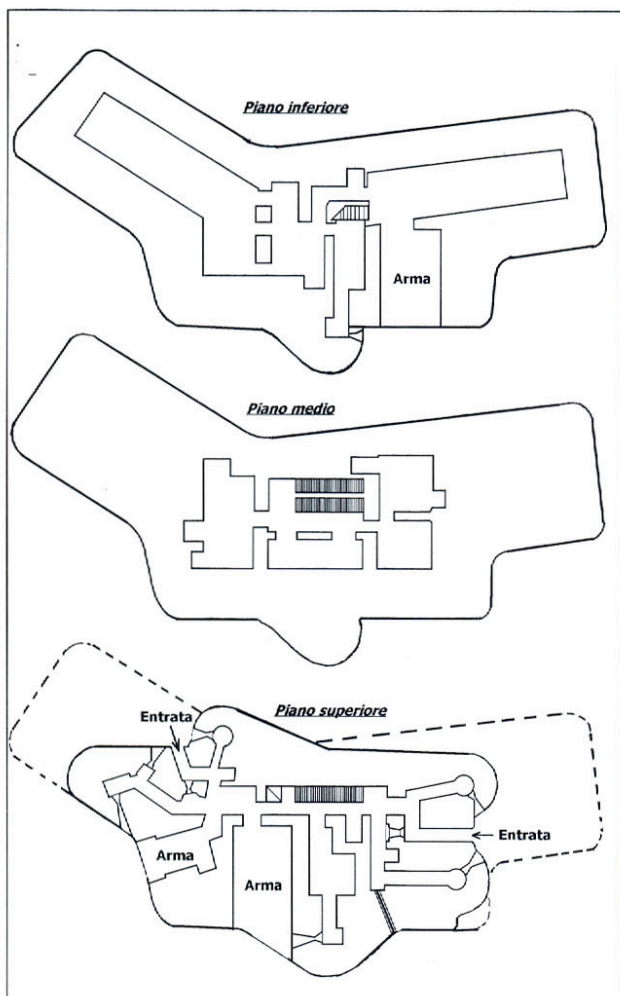 Piano inferiore
Arma
Piano medio
Piano superiore
Entrata
Entrata
Arma
Arma